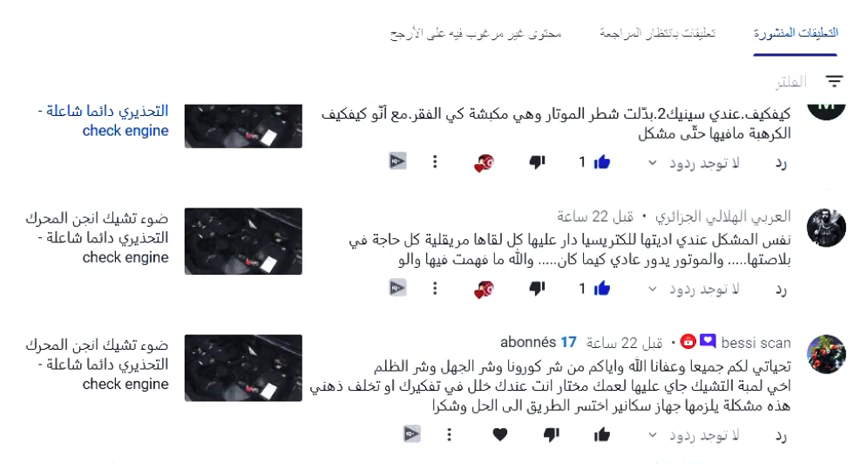 التعليقات المنشورة
تعليقات بانتظار المراجعة
محتوى غير مرغوب فيه على الأرجح
الفلتر
كيفكيف.عندي سينيك2.بدّلت شطر الموتار وهي مكبشة كي الفقر.مع أنّو كيفكيف
الكرهبة مافيها حتّى مشكل
رد
لا توجد ردود
1
التحذيري دائما شاعلة -
check engine
العربي الهلالي الجزائري • قبل 22 ساعة
نفس المشكل عندي اديتها للكتريسيا دار عليها كل لقاها مريقلية كل حاجة في
بلاصتها..... والموتور يدور عادي كيما كان..... والله ما فهمت فيها والو
رد
لا توجد ردود
1
ضوء تشيك انجن المحرك
التحذيري دائما شاعلة -
check engine
bessi scan • قبل 22 ساعة 17 abonnés
تحياتي لكم جميعا وعفانا الله واياكم من شر كورونا وشر الجهل وشر الظلم
اخي لمبة التشيك جاي عليها لعمك مختار انت عندك خلل في تفكيرك او تخلف ذهني
هذه مشكلة يلزمها جهاز سكانير اختسر الطريق الى الحل وشكرا
رد
لا توجد ردود
ضوء تشيك انجن المحرك
التحذيري دائما شاعلة -
check engine